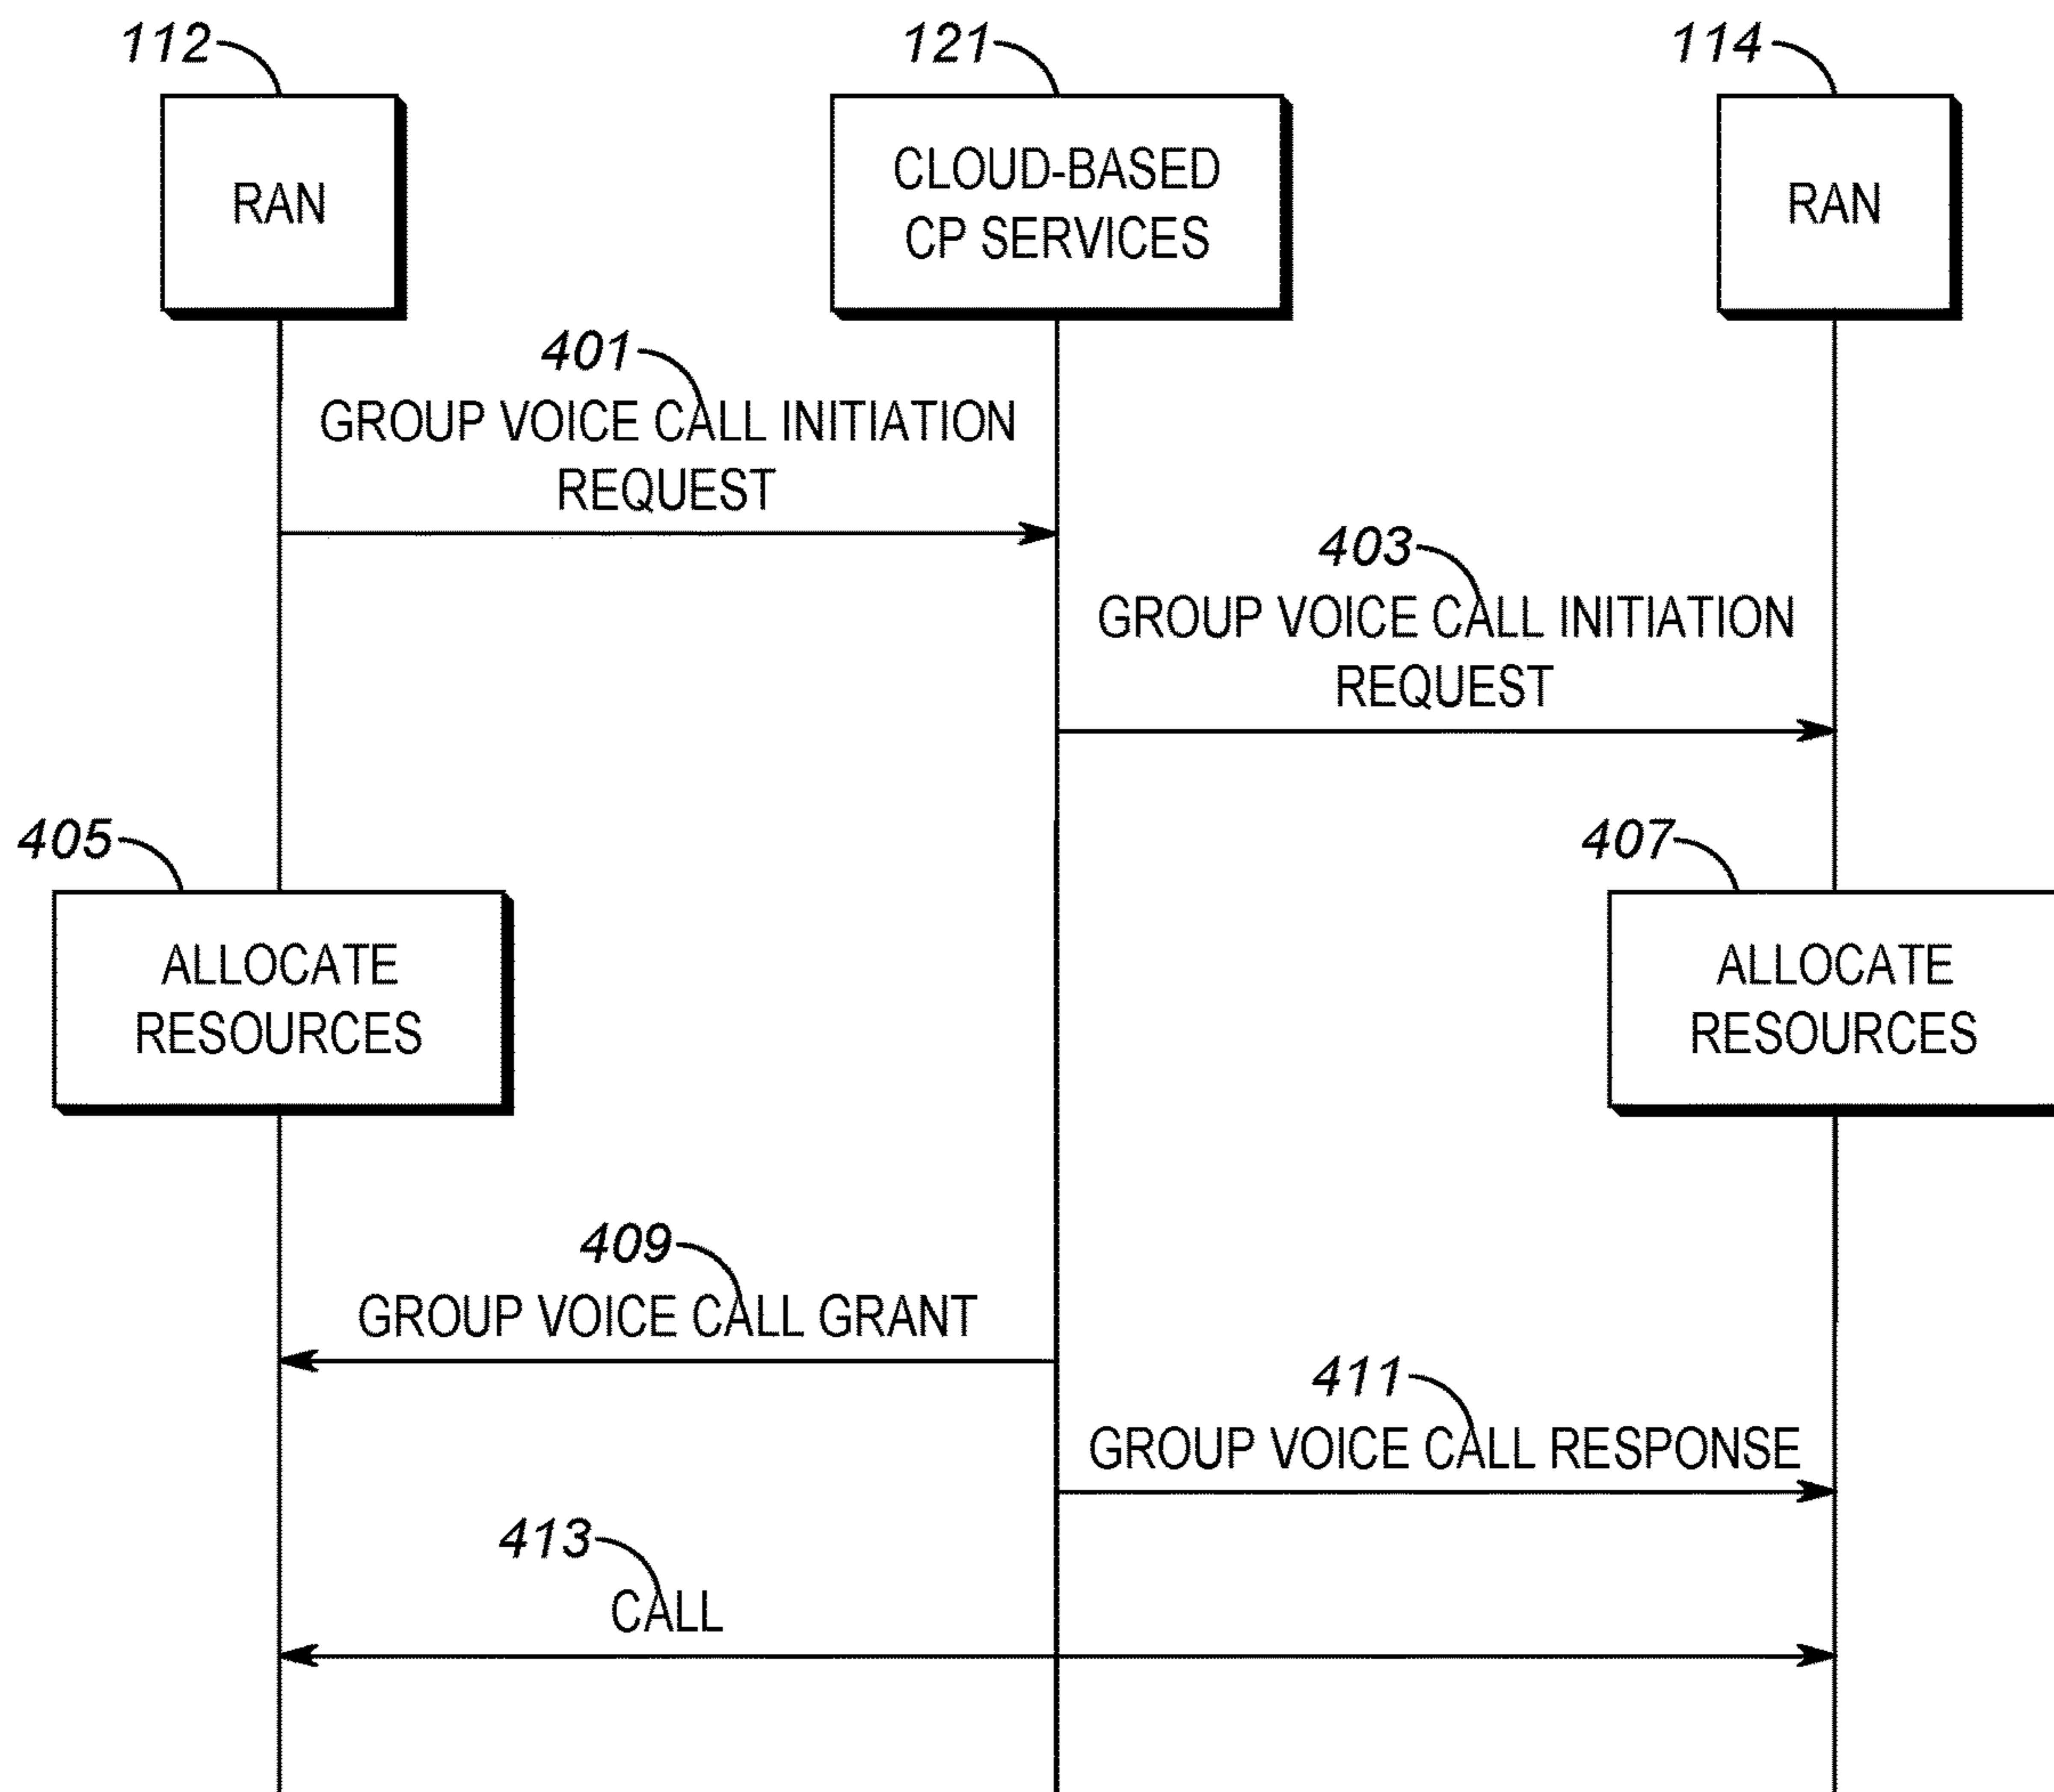 112
121
114
RAN
CLOUD-BASED
CP SERVICES
RAN
401
GROUP VOICE CALL INITIATION
REQUEST
403
GROUP VOICE CALL INITIATION
REQUEST
405
407
ALLOCATE
RESOURCES
ALLOCATE
RESOURCES
409
GROUP VOICE CALL GRANT
411
GROUP VOICE CALL RESPONSE
413
CALL